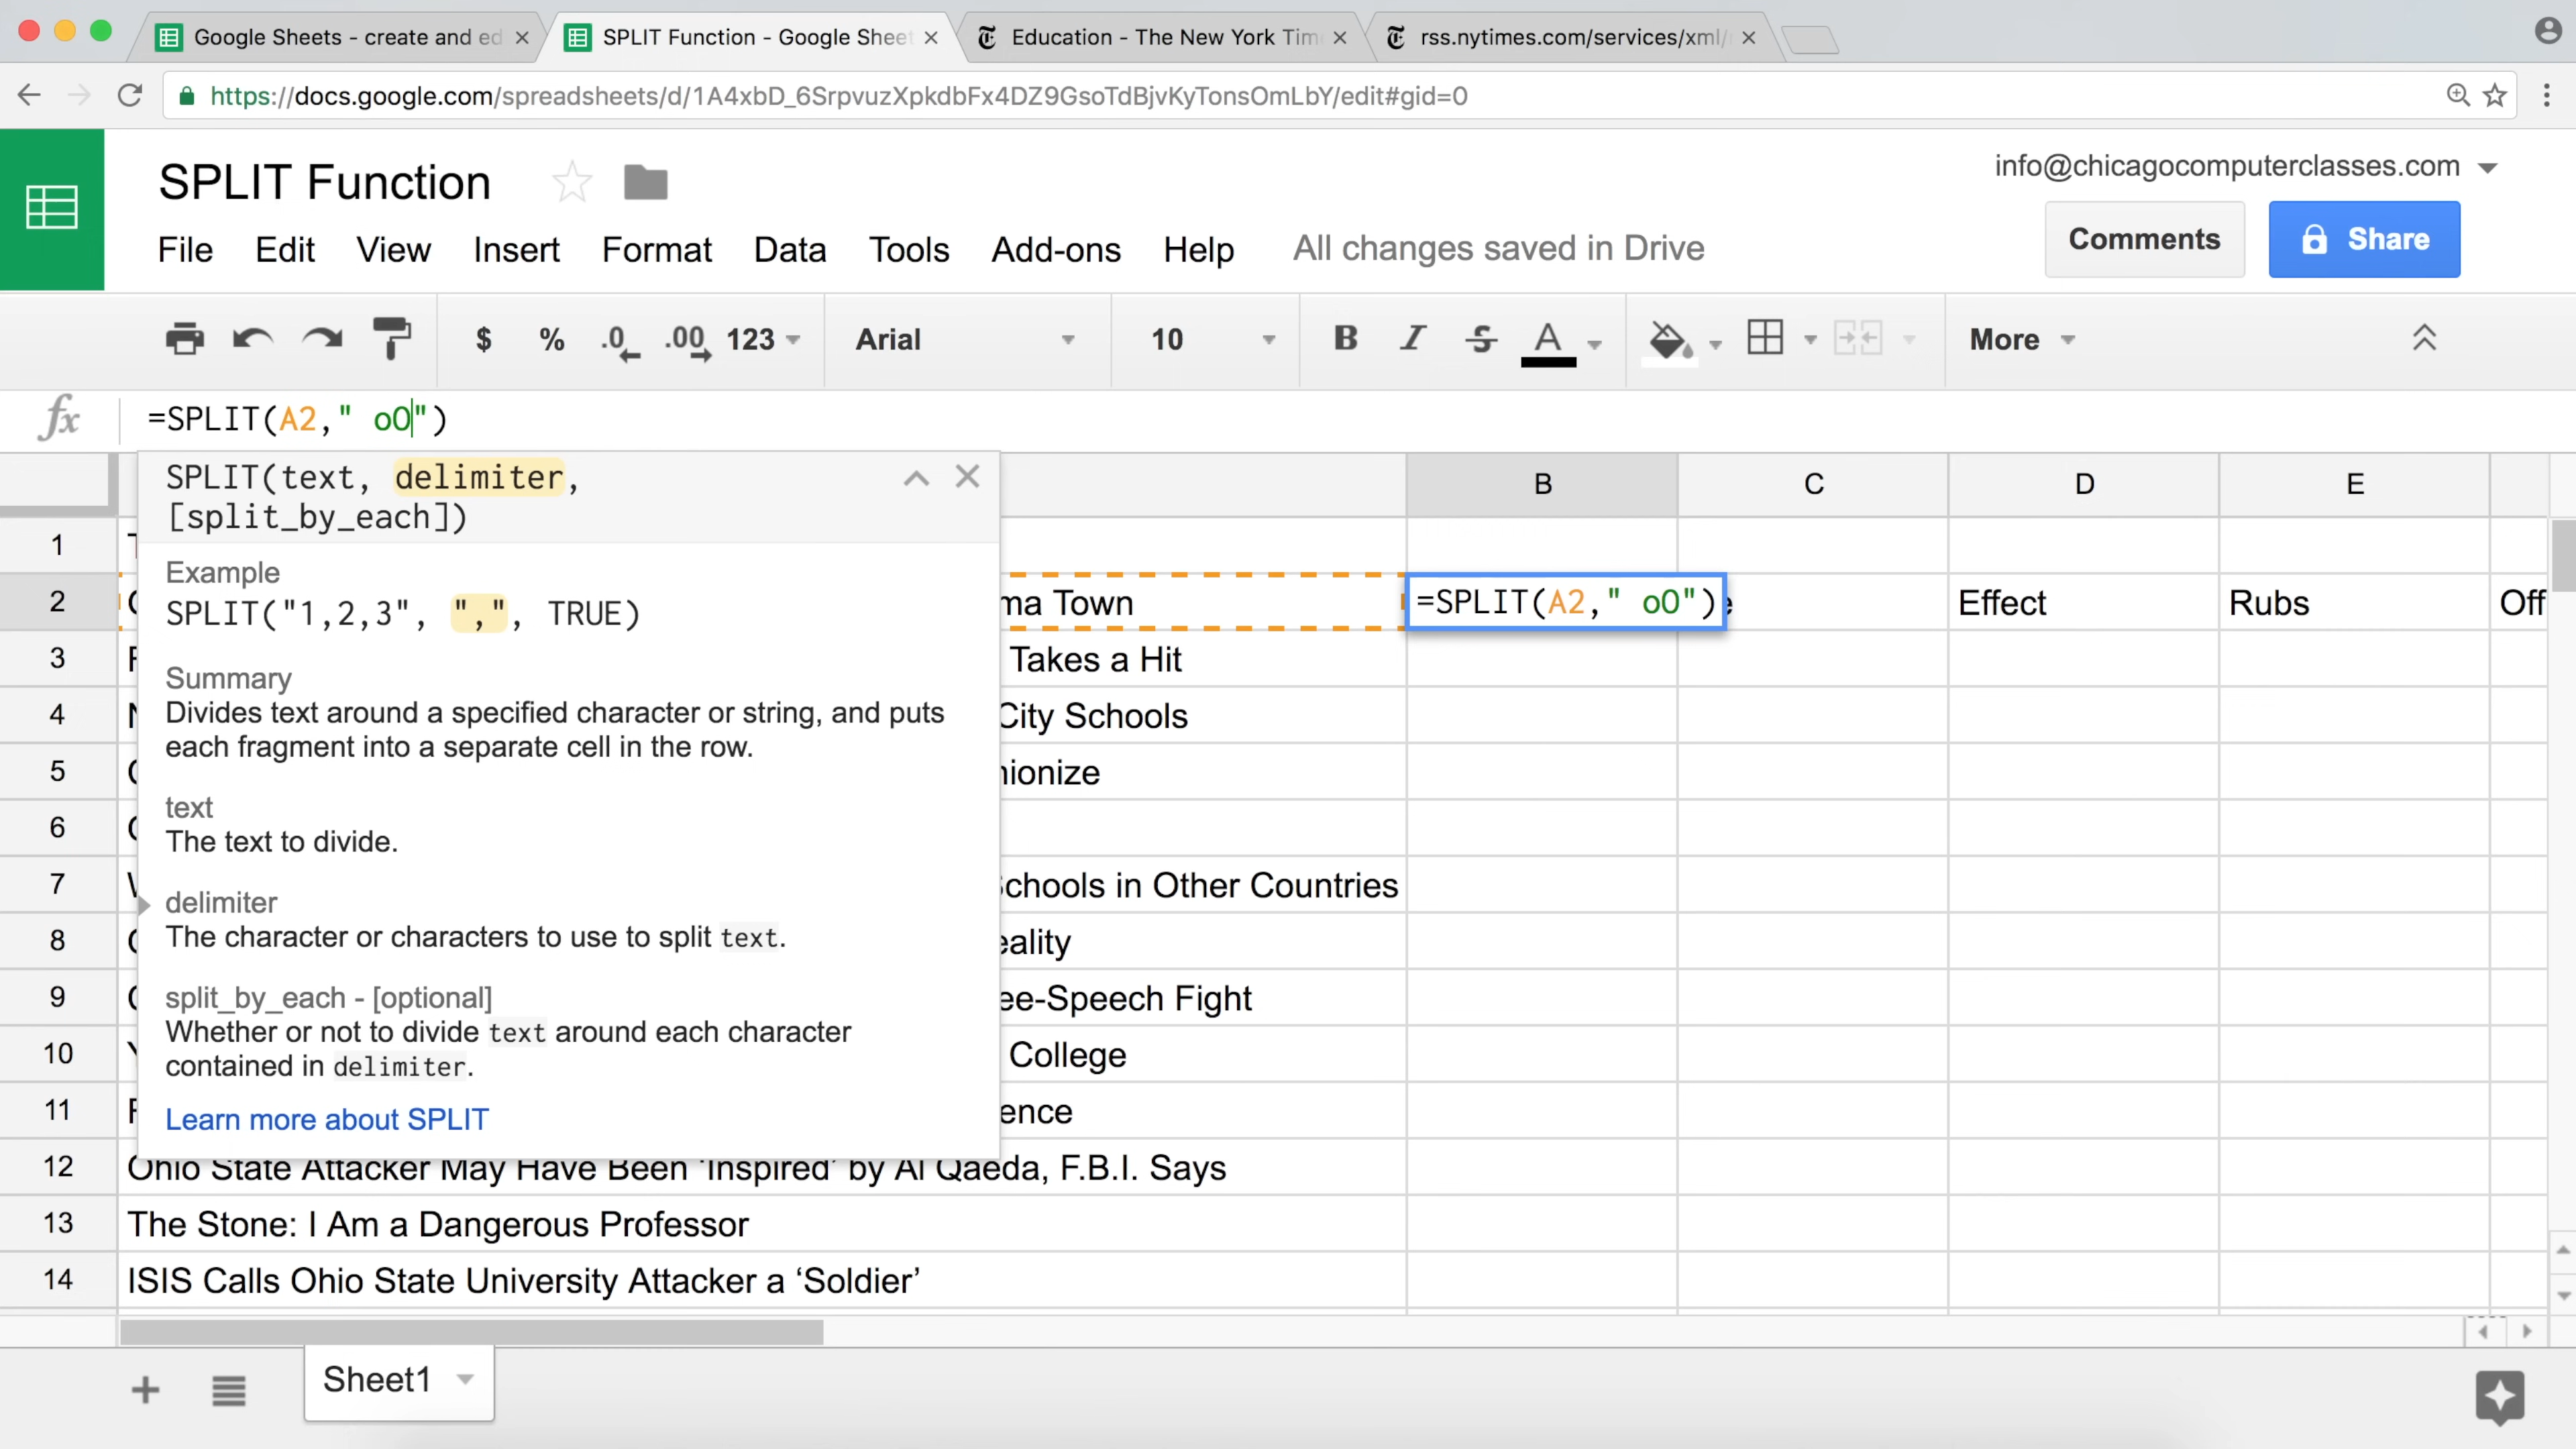 Google Sheets - create and ed
SPLIT Function - Google Sheet
Education - The New York Tim
rss.nytimes.com/services/xml/
https://docs.google.com/spreadsheets/d/1A4xbD_6SrpvuzXpkdbFx4DZ9GsoTdBjvKyTonsOmLbY/edit#gid=0
SPLIT Function
info@chicagocomputerclasses.com
File Edit View Insert Format Data Tools Add-ons Help All changes saved in Drive
Comments
Share
$ % .0 .00 123 Arial 10 B I S A More
fx =SPLIT(A2," oO")
SPLIT(text, delimiter,
[split_by_each])
B C D E
Example
SPLIT("1,2,3", ",", TRUE)
Summary
Divides text around a specified character or string, and puts
each fragment into a separate cell in the row.
text
The text to divide.
delimiter
The character or characters to use to split text.
split_by_each - [optional]
Whether or not to divide text around each character
contained in delimiter.
Learn more about SPLIT
1
2 ma Town =SPLIT(A2," oO") Effect Rubs Off
3 Takes a Hit
4 City Schools
5 nionize
6
7 Schools in Other Countries
8 eality
9 ee-Speech Fight
10 College
11 ence
12 Ohio State Attacker May Have Been ‘Inspired’ by Al Qaeda, F.B.I. Says
13 The Stone: I Am a Dangerous Professor
14 ISIS Calls Ohio State University Attacker a ‘Soldier’
Sheet1